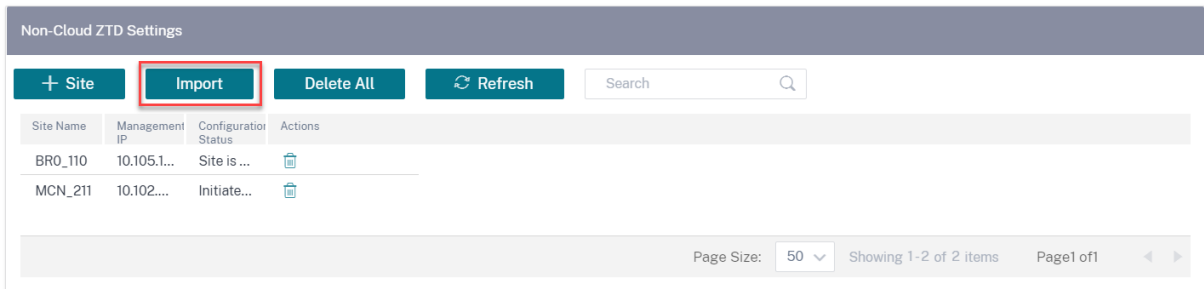 Non-Cloud ZTD Settings
+ Site Import Delete All Refresh Search
Site Name Management IP Configuration Status Actions
BR0_110 10.105.1... Site is ...
MCN_211 10.102.... Initiate...
Page Size: 50 Showing 1-2 of 2 items Page1 of1